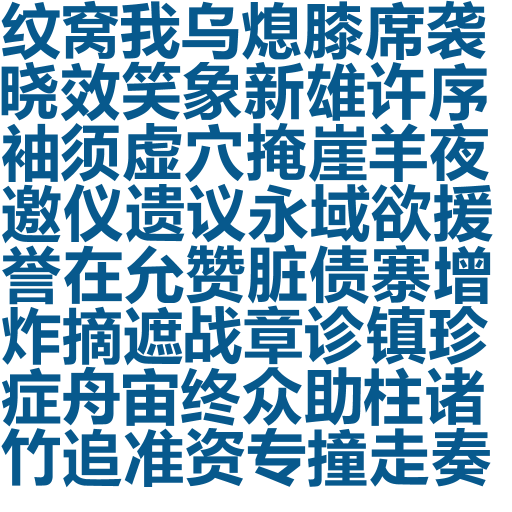 纹窝我乌熄膝席袭
晓效笑象新雄许序
袖须虚穴掩崖羊夜
邀仪遗议永域欲援
誉在允赞脏债寨增
炸摘遮战章诊镇珍
症舟宙终众助柱诸
竹追准资专撞走奏